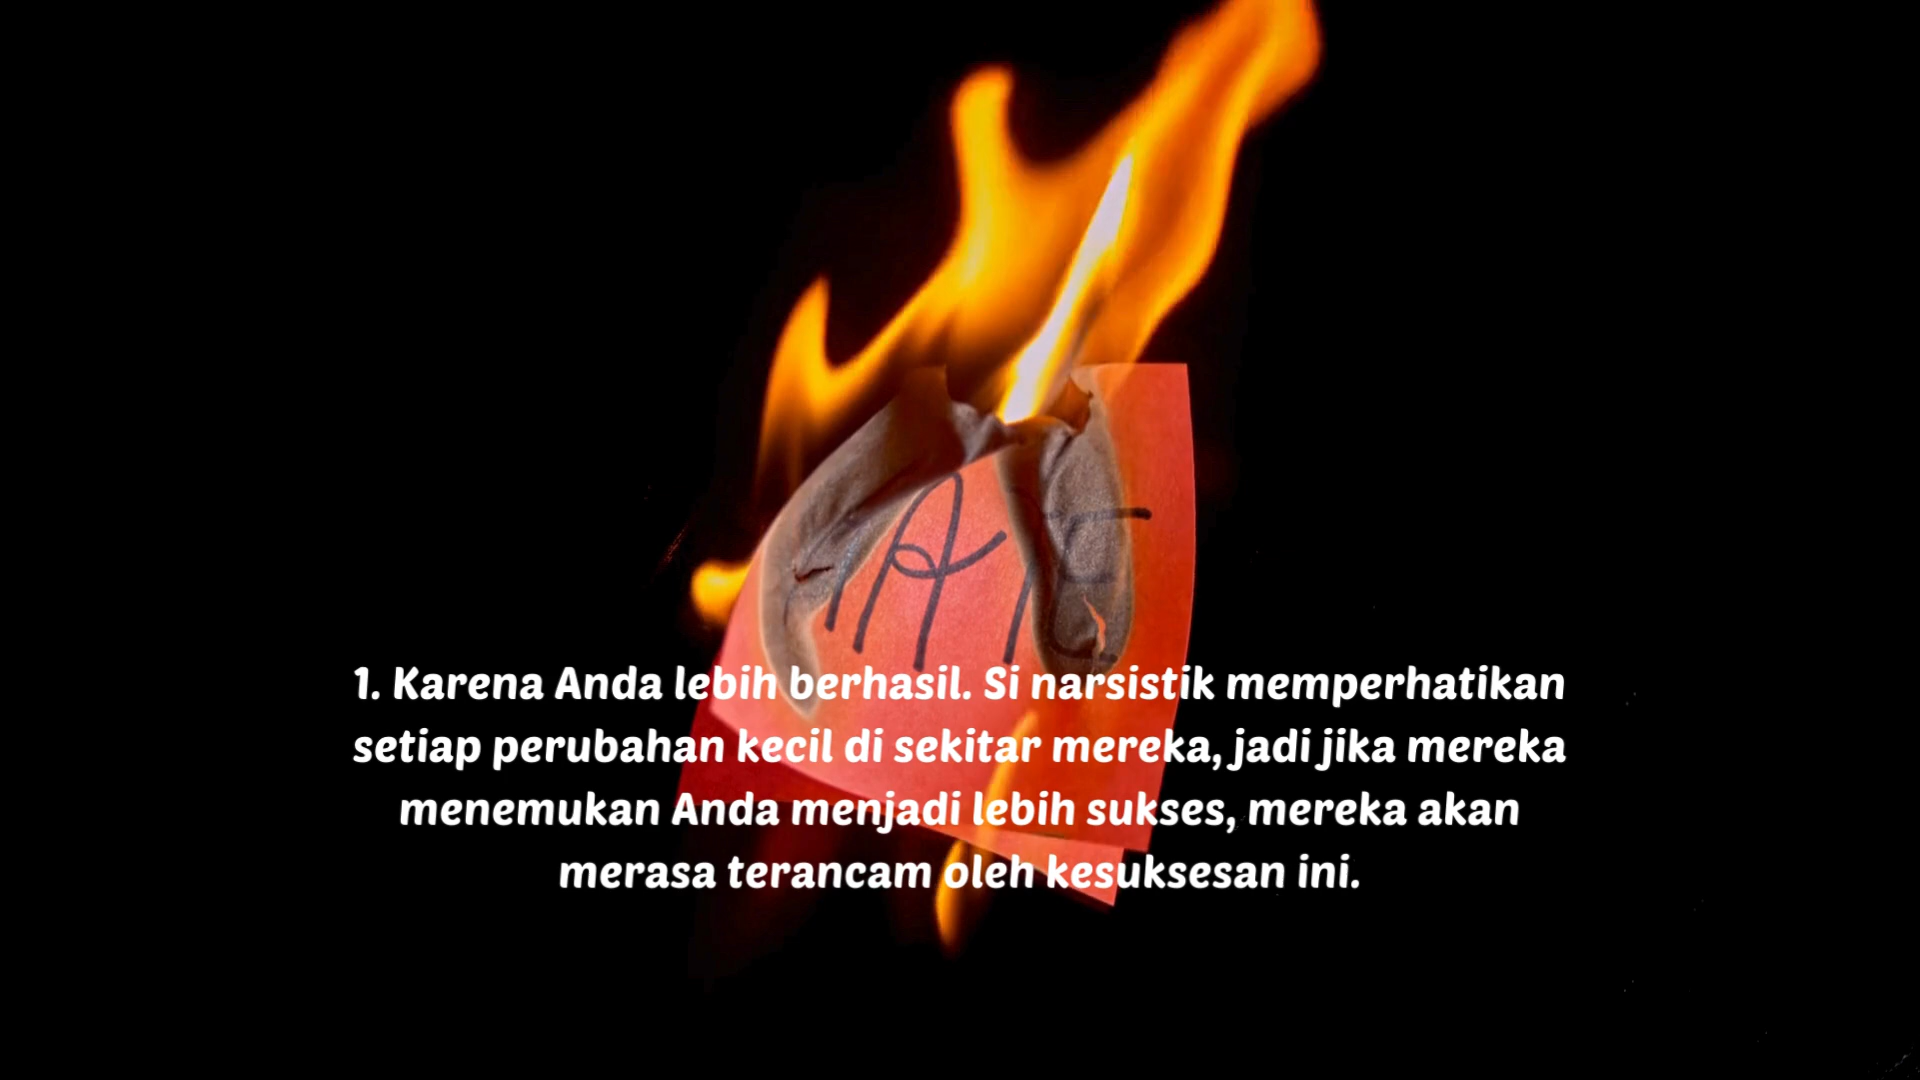 HATE
1. Karena Anda lebih berhasil. Si narsistik memperhatikan
setiap perubahan kecil di sekitar mereka, jadi jika mereka
menemukan Anda menjadi lebih sukses, mereka akan
merasa terancam oleh kesuksesan ini.